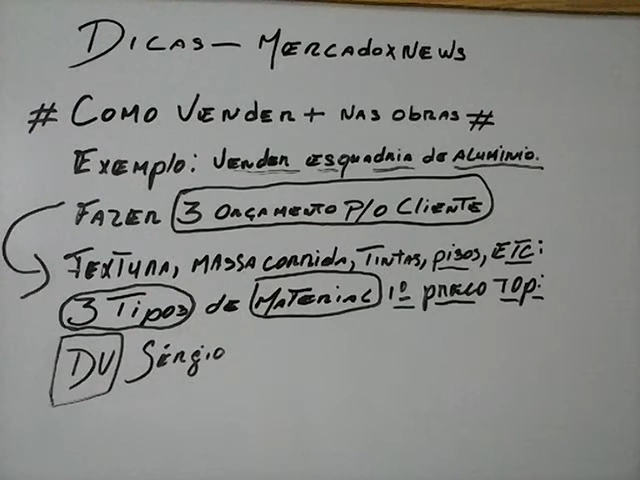 DICAS - MERCADOXNEWS
# COMO VENDER + NAS OBRAS #
EXEMPLO: VENDER ESQUADRIA de ALUMINIO.
FAZER 3 ORÇAMENTO P/O CLIENTE
TEXTURA, MASSA CORRIDA, TINTAS, PISOS, ETC:
3 TIPOS de MATERIAL 1º PREÇO TOP:
DV Sérgio